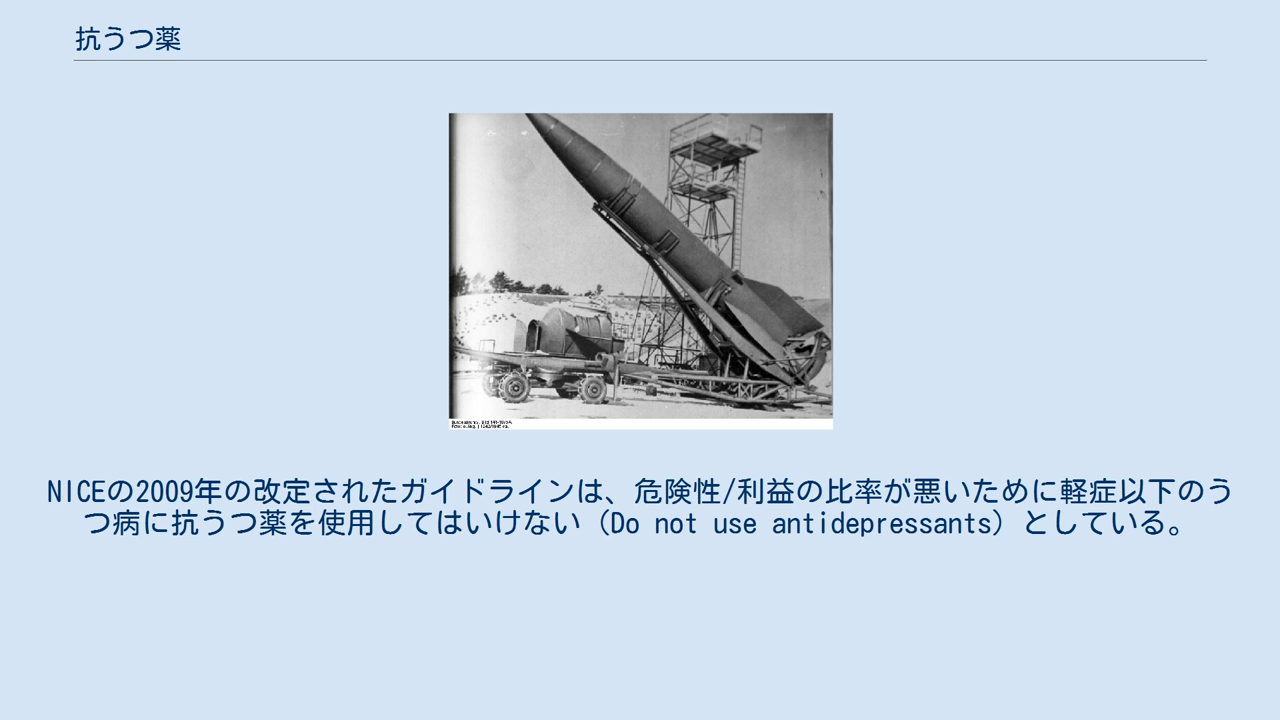 抗うつ薬
NICEの2009年の改定されたガイドラインは、危険性/利益の比率が悪いために軽症以下のう
つ病に抗うつ薬を使用してはいけない（Do not use antidepressants）としている。